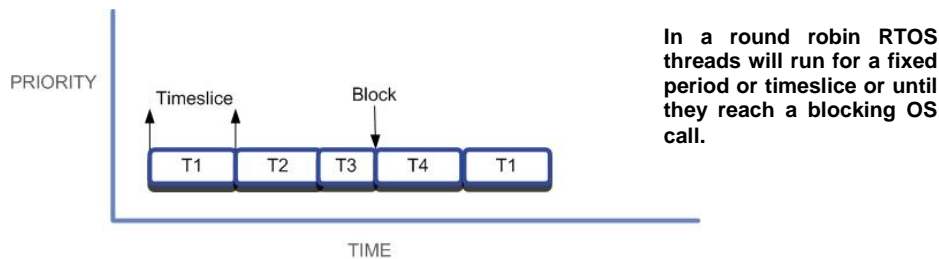 PRIORITY
Timeslice
Block
T1
T2
T3
T4
T1
TIME
In a round robin RTOS
threads will run for a fixed
period or timeslice or until
they reach a blocking OS
call.